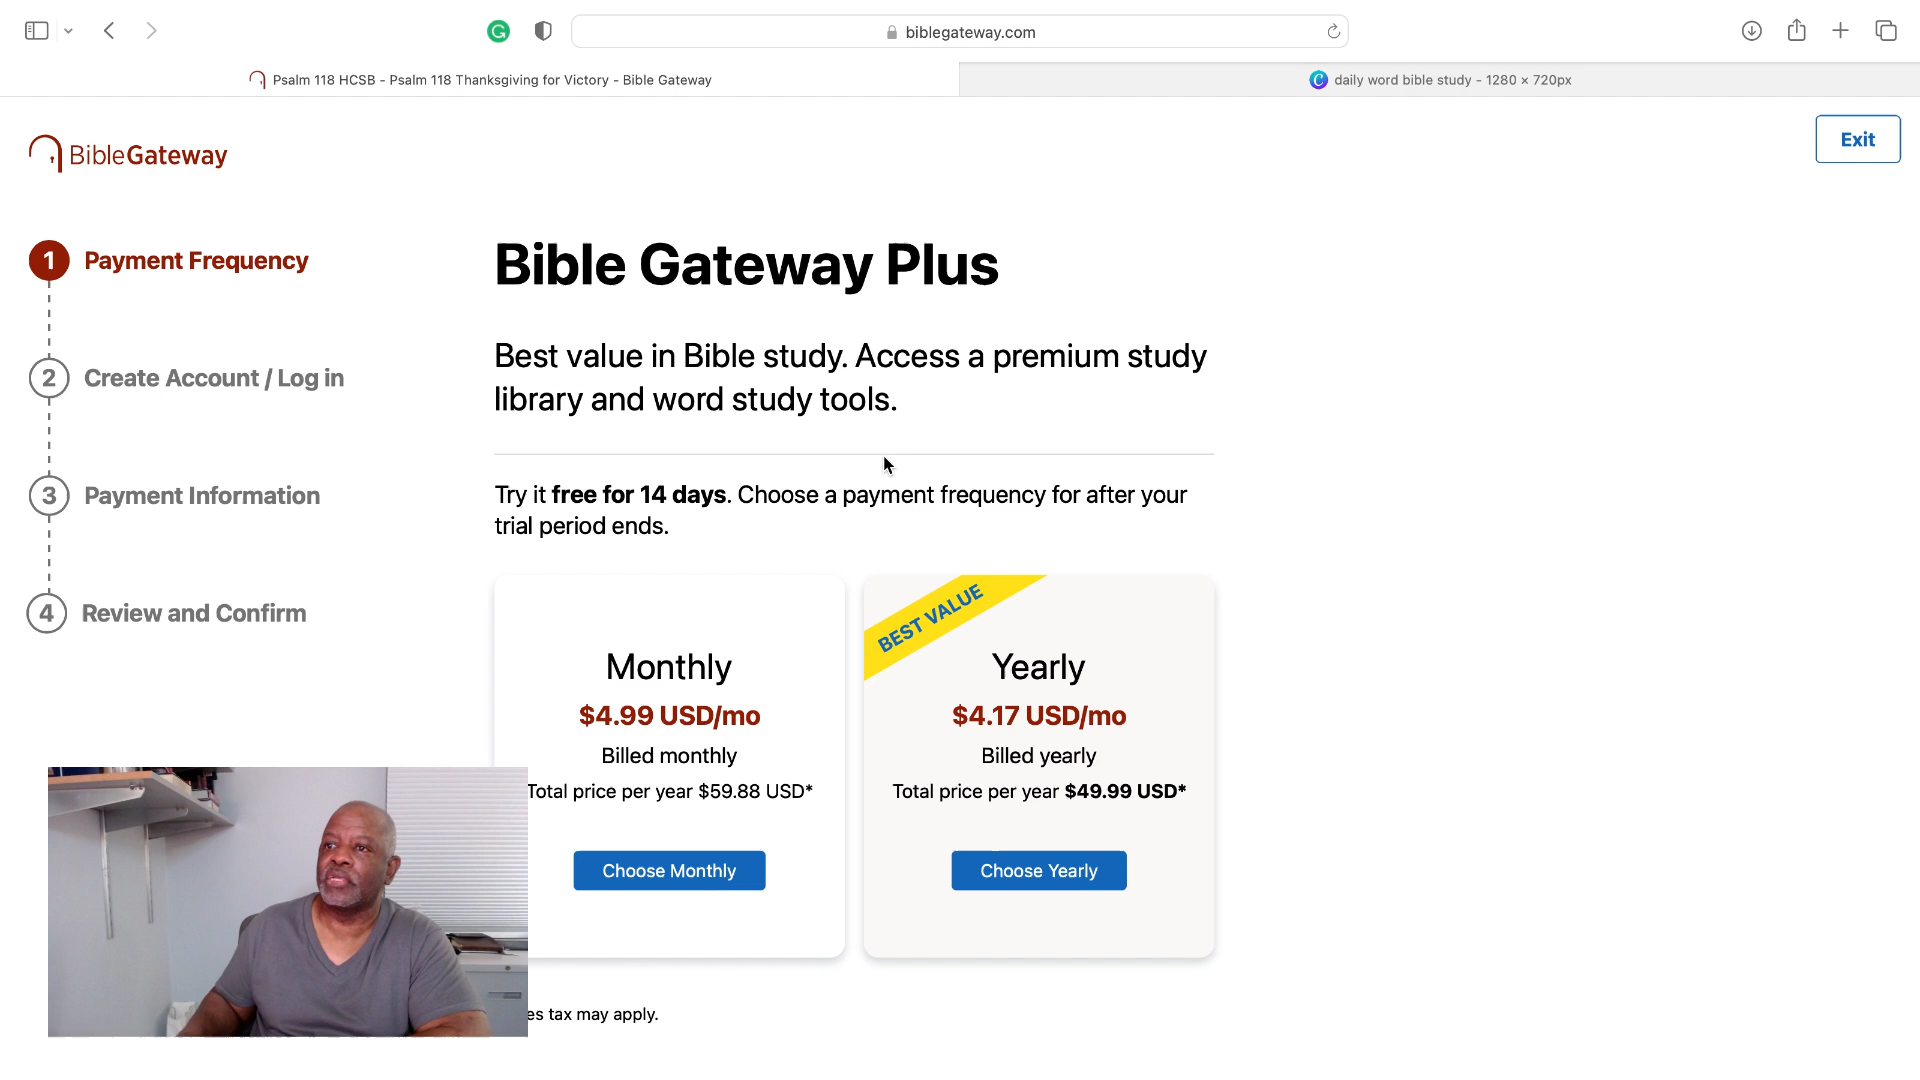 biblegateway.com
Psalm 118 HCSB - Psalm 118 Thanksgiving for Victory - Bible Gateway
daily word bible study - 1280 × 720px
BibleGateway
Exit
1 Payment Frequency
2 Create Account / Log in
3 Payment Information
4 Review and Confirm
Bible Gateway Plus
Best value in Bible study. Access a premium study
library and word study tools.
Try it free for 14 days. Choose a payment frequency for after your
trial period ends.
Monthly
$4.99 USD/mo
Billed monthly
Total price per year $59.88 USD*
Choose Monthly
BEST VALUE
Yearly
$4.17 USD/mo
Billed yearly
Total price per year $49.99 USD*
Choose Yearly
es tax may apply.